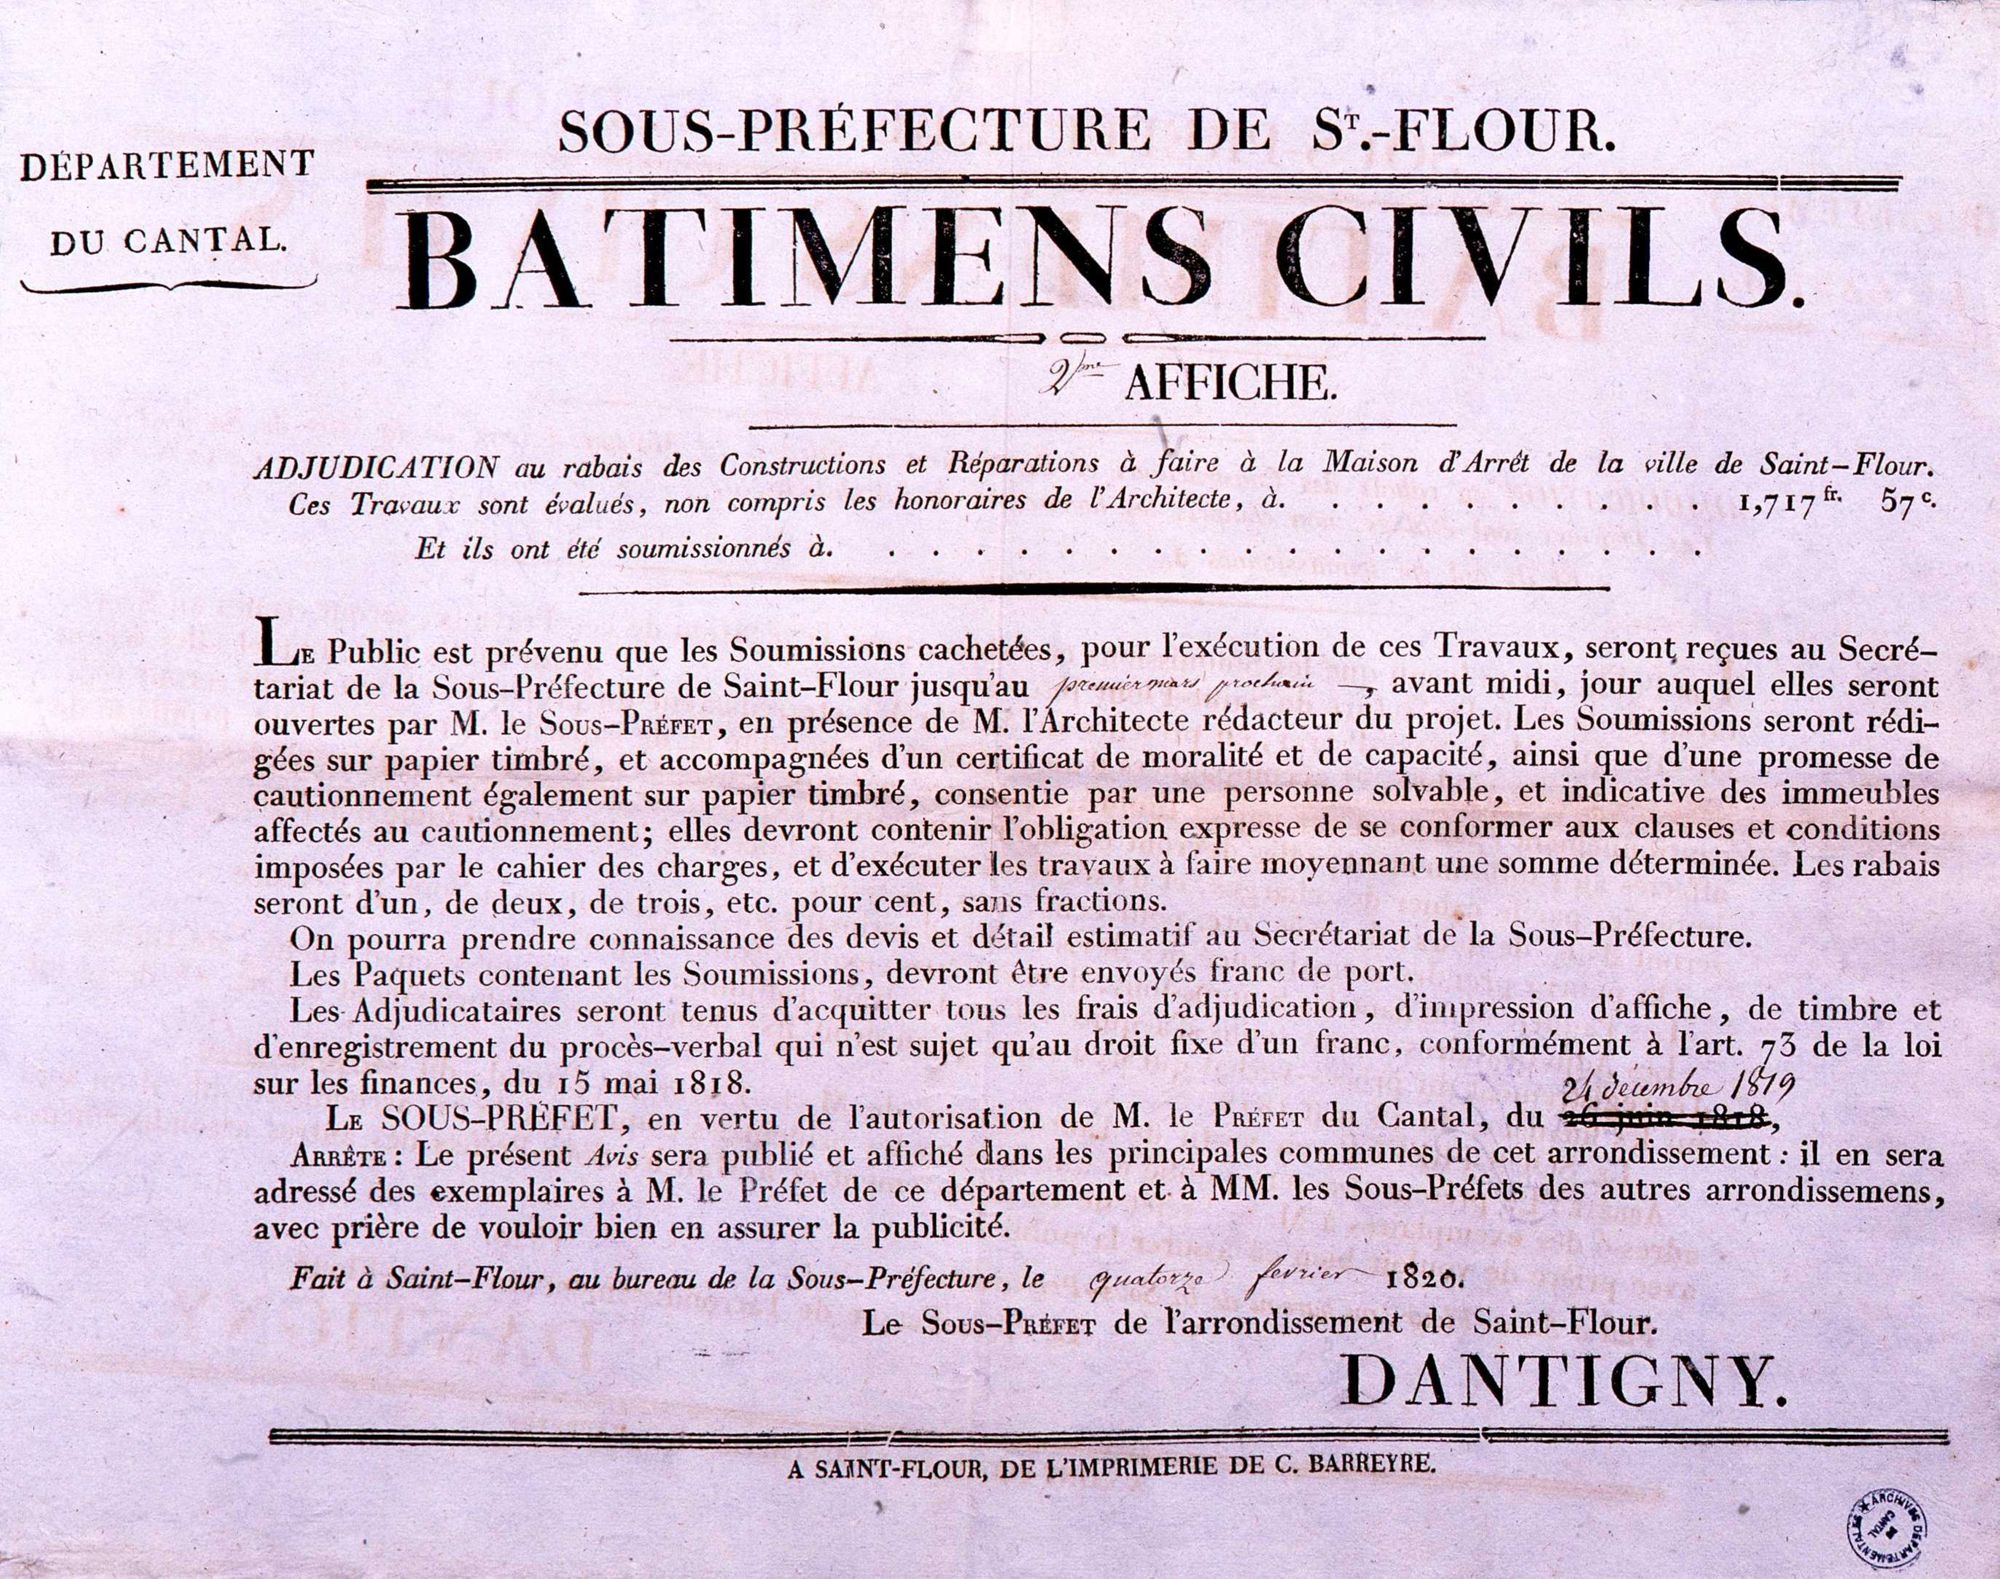 DÉPARTEMENT
DU CANTAL.
SOUS-PRÉFECTURE DE ST.-FLOUR.
BATIMENS CIVILS.
2me AFFICHE.
ADJUDICATION au rabais des Constructions et Réparations à faire à la Maison d'Arrêt de la ville de Saint-Flour.
Ces Travaux sont évalués, non compris les honoraires de l'Architecte, à. . . . . . . . . . . 1,717 fr. 57 c.
Et ils ont été soumissionnés à. . . . . . . . . . . . . . . . . . . .
LE Public est prévenu que les Soumissions cachetées, pour l'exécution de ces Travaux, seront reçues au Secré-
tariat de la Sous-Préfecture de Saint-Flour jusqu'au premier mars prochain —, avant midi, jour auquel elles seront
ouvertes par M. le SOUS-PRÉFET, en présence de M. l'Architecte rédacteur du projet. Les Soumissions seront rédi-
gées sur papier timbré, et accompagnées d'un certificat de moralité et de capacité, ainsi que d'une promesse de
cautionnement également sur papier timbré, consentie par une personne solvable, et indicative des immeubles
affectés au cautionnement; elles devront contenir l'obligation expresse de se conformer aux clauses et conditions
imposées par le cahier des charges, et d'exécuter les travaux à faire moyennant une somme déterminée. Les rabais
seront d'un, de deux, de trois, etc. pour cent, sans fractions.
On pourra prendre connaissance des devis et détail estimatif au Secrétariat de la Sous-Préfecture.
Les Paquets contenant les Soumissions, devront être envoyés franc de port.
Les Adjudicataires seront tenus d'acquitter tous les frais d'adjudication, d'impression d'affiche, de timbre et
d'enregistrement du procès-verbal qui n'est sujet qu'au droit fixe d'un franc, conformément à l'art. 73 de la loi
sur les finances, du 15 mai 1818.
24 décembre 1819
LE SOUS-PRÉFET, en vertu de l'autorisation de M. le PRÉFET du Cantal, du 26 juin 1818,
ARRÊTE : Le présent Avis sera publié et affiché dans les principales communes de cet arrondissement : il en sera
adressé des exemplaires à M. le Préfet de ce département et à MM. les Sous-Préfets des autres arrondissemens,
avec prière de vouloir bien en assurer la publicité.
Fait à Saint-Flour, au bureau de la Sous-Préfecture, le quatorze fevrier 1820.
Le SOUS-PRÉFET de l'arrondissement de Saint-Flour.
DANTIGNY.
A SAINT-FLOUR, DE L'IMPRIMERIE DE C. BARREYRE.
ARCHIVES DÉPARTEMENTALES
DU
CANTAL